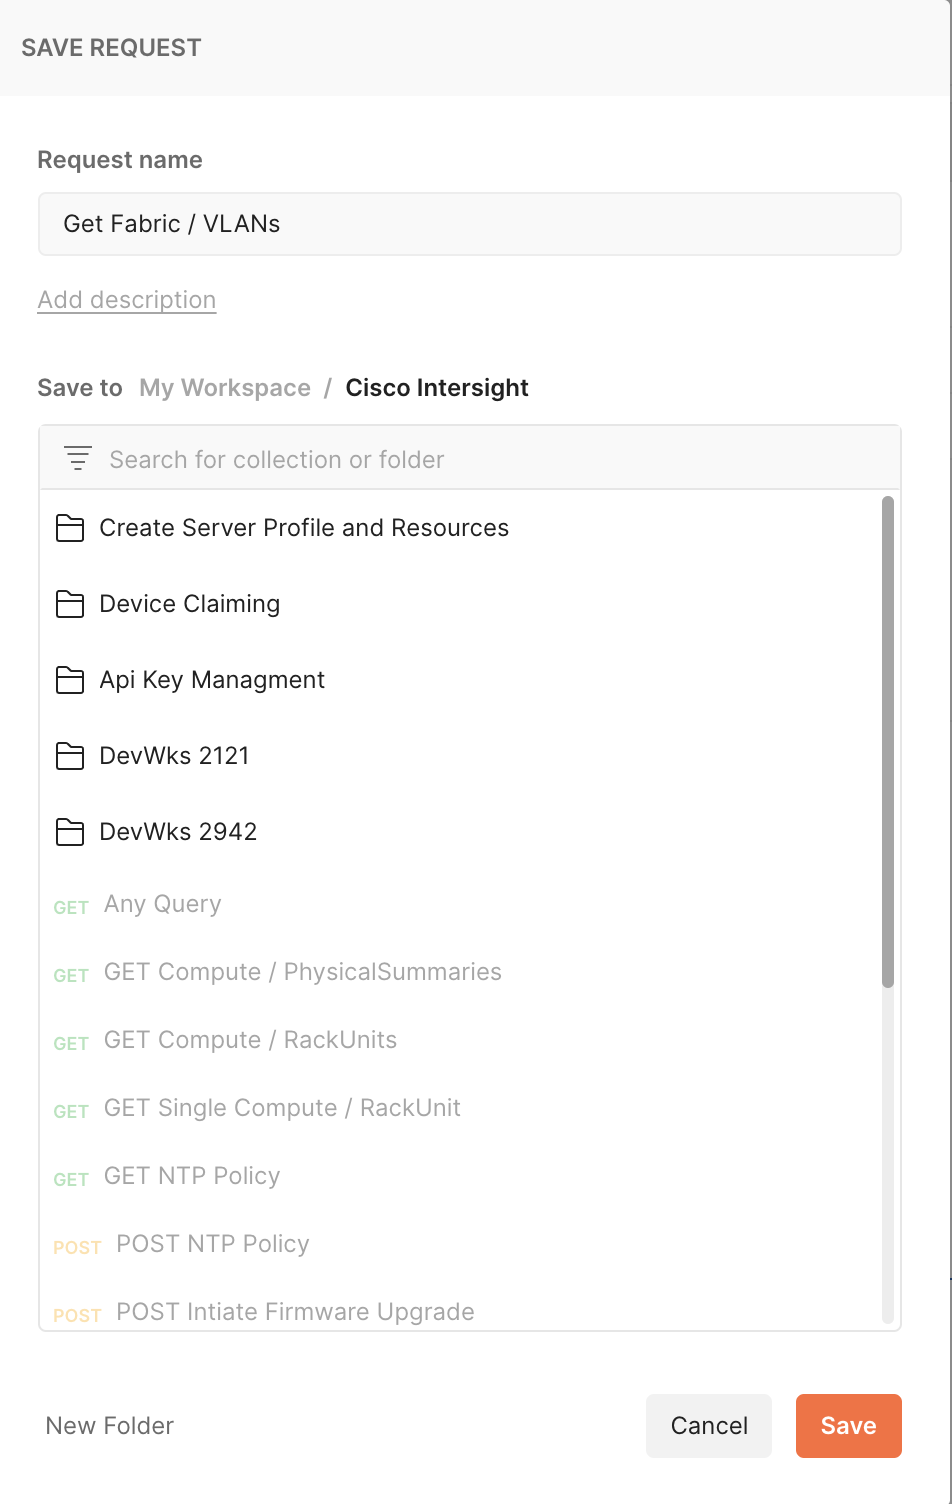 SAVE REQUEST
Request name
Get Fabric / VLANs
Add description
Save to My Workspace / Cisco Intersight
Search for collection or folder
Create Server Profile and Resources
Device Claiming
Api Key Managment
DevWks 2121
DevWks 2942
GET Any Query
GET GET Compute / PhysicalSummaries
GET GET Compute / RackUnits
GET GET Single Compute / RackUnit
GET GET NTP Policy
POST POST NTP Policy
POST POST Intiate Firmware Upgrade
New Folder Cancel Save